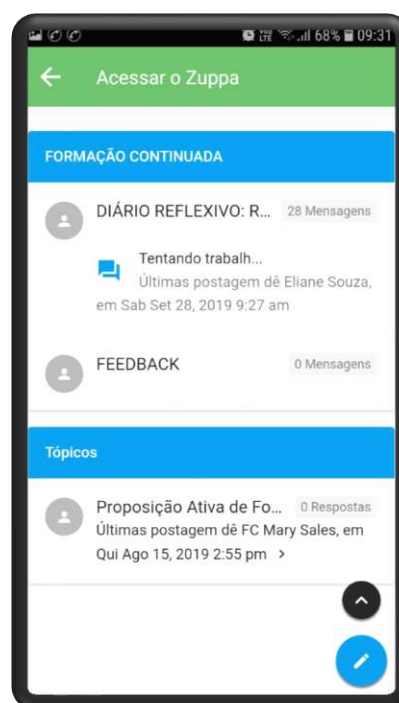 68% 09:31
Acessar o Zuppa
FORMAÇÃO CONTINUADA
DIÁRIO REFLEXIVO: R... 28 Mensagens
Tentando trabalh...
Últimas postagem dê Eliane Souza,
em Sab Set 28, 2019 9:27 am
FEEDBACK 0 Mensagens
Tópicos
Proposição Ativa de Fo... 0 Respostas
Últimas postagem dê FC Mary Sales, em
Qui Ago 15, 2019 2:55 pm >